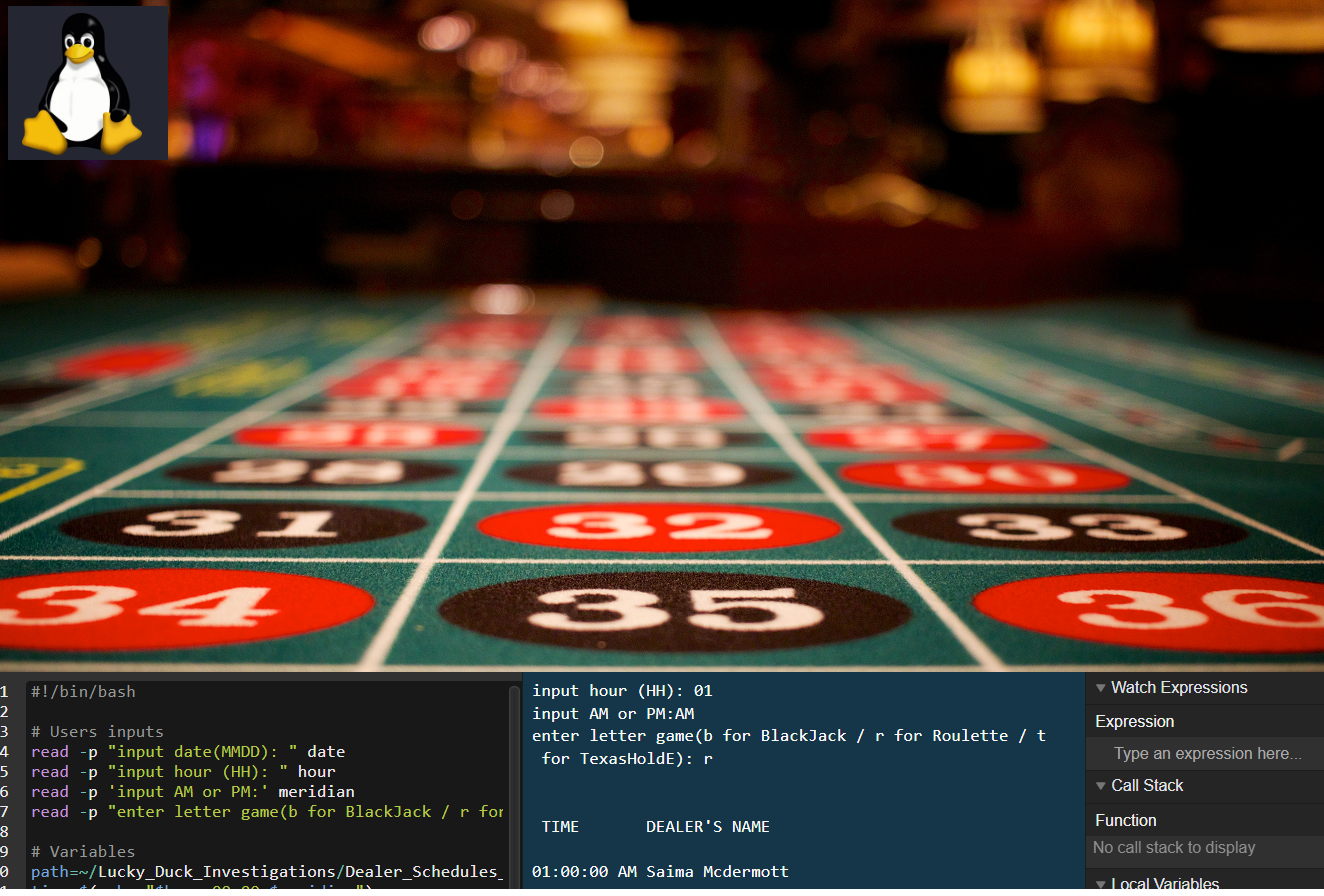 31 32 33
34 35 36
1 #!/bin/bash
2
3 # Users inputs
4 read -p "input date(MMDD): " date
5 read -p "input hour (HH): " hour
6 read -p 'input AM or PM:' meridian
7 read -p "enter letter game(b for BlackJack / r for
8
9 # Variables
0 path=~/Lucky_Duck_Investigations/Dealer_Schedules_
input hour (HH): 01
input AM or PM:AM
enter letter game(b for BlackJack / r for Roulette / t
for TexasHoldE): r
TIME DEALER'S NAME
01:00:00 AM Saima Mcdermott
Watch Expressions
Expression
Type an expression here...
Call Stack
Function
No call stack to display
Local Variables